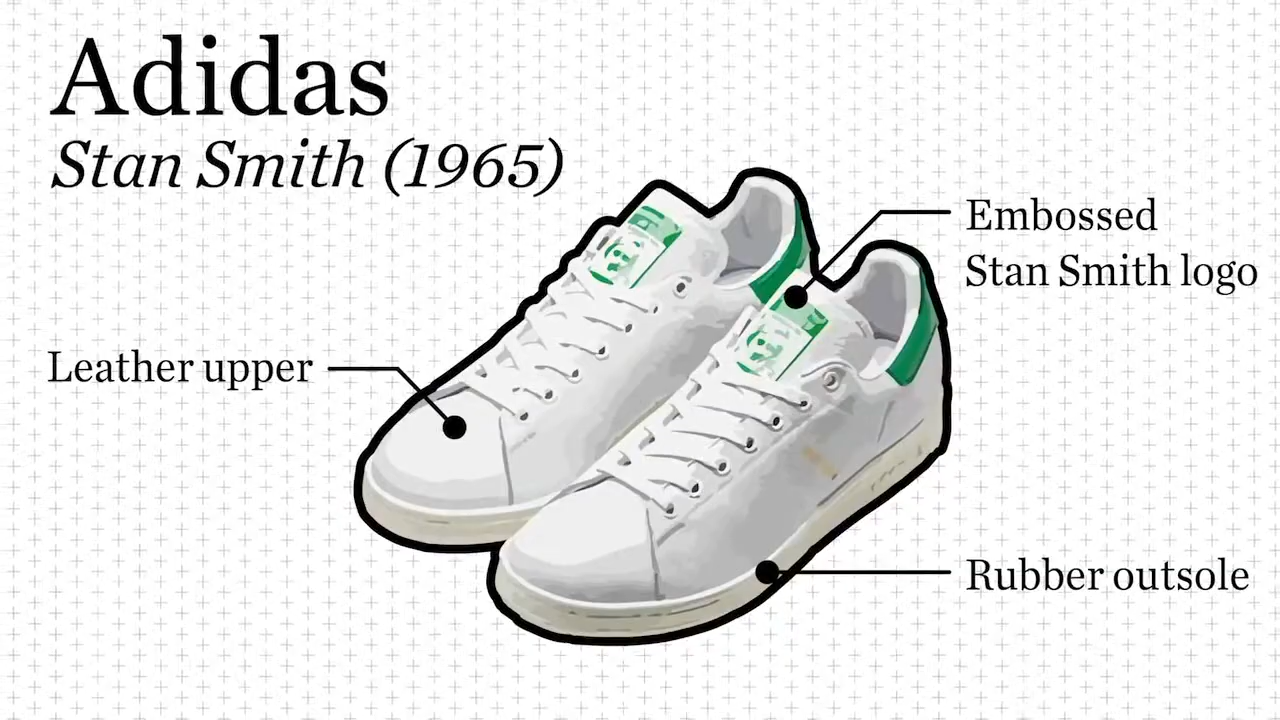 Adidas
Stan Smith (1965)
Embossed
Stan Smith logo
Leather upper
Rubber outsole